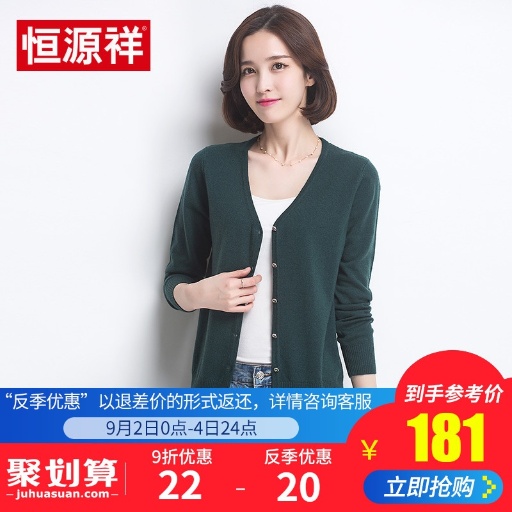 恒源祥®
“反季优惠” 以退差价的形式返还，详情咨询客服
9月2日0点-4日24点
到手参考价
¥ 181
立即抢购
聚划算
juhuasuan.com
9折优惠
22
-
反季优惠
20